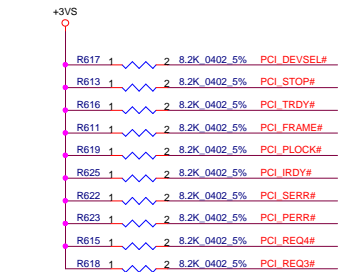 +3VS
R617 1 2 8.2K_0402_5% PCI_DEVSEL#
R613 1 2 8.2K_0402_5% PCI_STOP#
R616 1 2 8.2K_0402_5% PCI_TRDY#
R611 1 2 8.2K_0402_5% PCI_FRAME#
R619 1 2 8.2K_0402_5% PCI_PLOCK#
R625 1 2 8.2K_0402_5% PCI_IRDY#
R622 1 2 8.2K_0402_5% PCI_SERR#
R623 1 2 8.2K_0402_5% PCI_PERR#
R615 1 2 8.2K_0402_5% PCI_REQ4#
R618 1 2 8.2K_0402_5% PCI_REQ3#